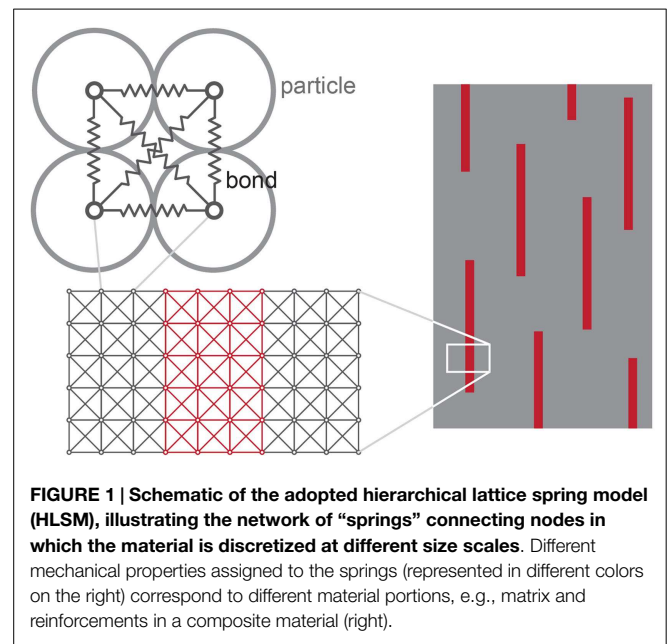 particle
bond
FIGURE 1 | Schematic of the adopted hierarchical lattice spring model
(HLSM), illustrating the network of “springs” connecting nodes in
which the material is discretized at different size scales. Different
mechanical properties assigned to the springs (represented in different colors
on the right) correspond to different material portions, e.g., matrix and
reinforcements in a composite material (right).